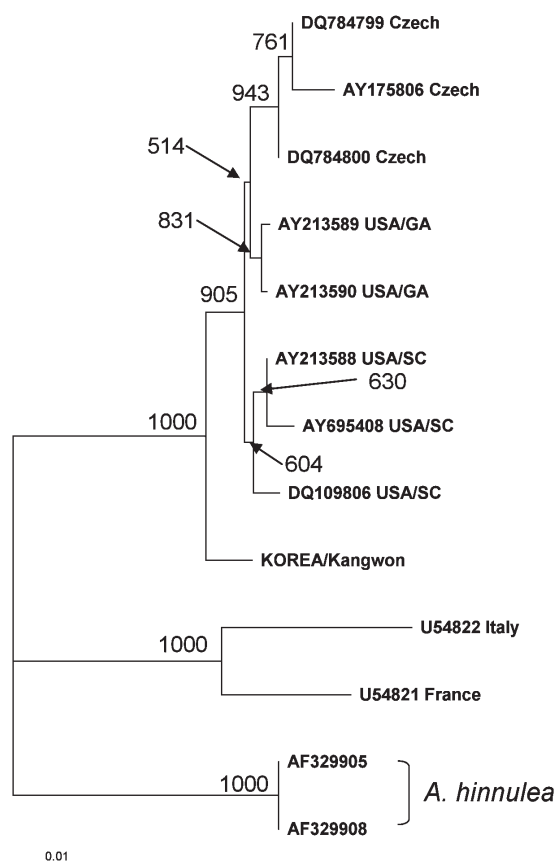 DQ784799 Czech
761
AY175806 Czech
943
514
DQ784800 Czech
831
AY213589 USA/GA
AY213590 USA/GA
905
AY213588 USA/SC
630
1000
AY695408 USA/SC
604
DQ109806 USA/SC
KOREA/Kangwon
U54822 Italy
1000
U54821 France
AF329905
1000
A. hinnulea
AF329908
0.01